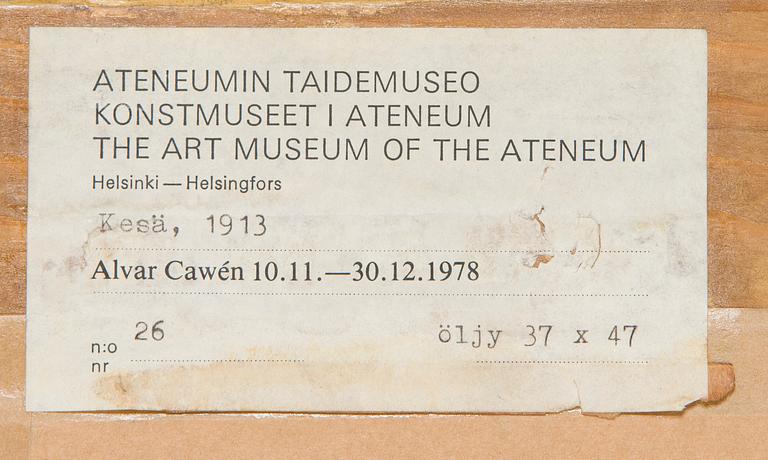 ATENEUMIN TAIDEMUSEO
KONSTMUSEET I ATENEUM
THE ART MUSEUM OF THE ATENEUM
Helsinki — Helsingfors
Kesä, 1913
Alvar Cawén 10.11.—30.12.1978
n:o 26 öljy 37 x 47
nr